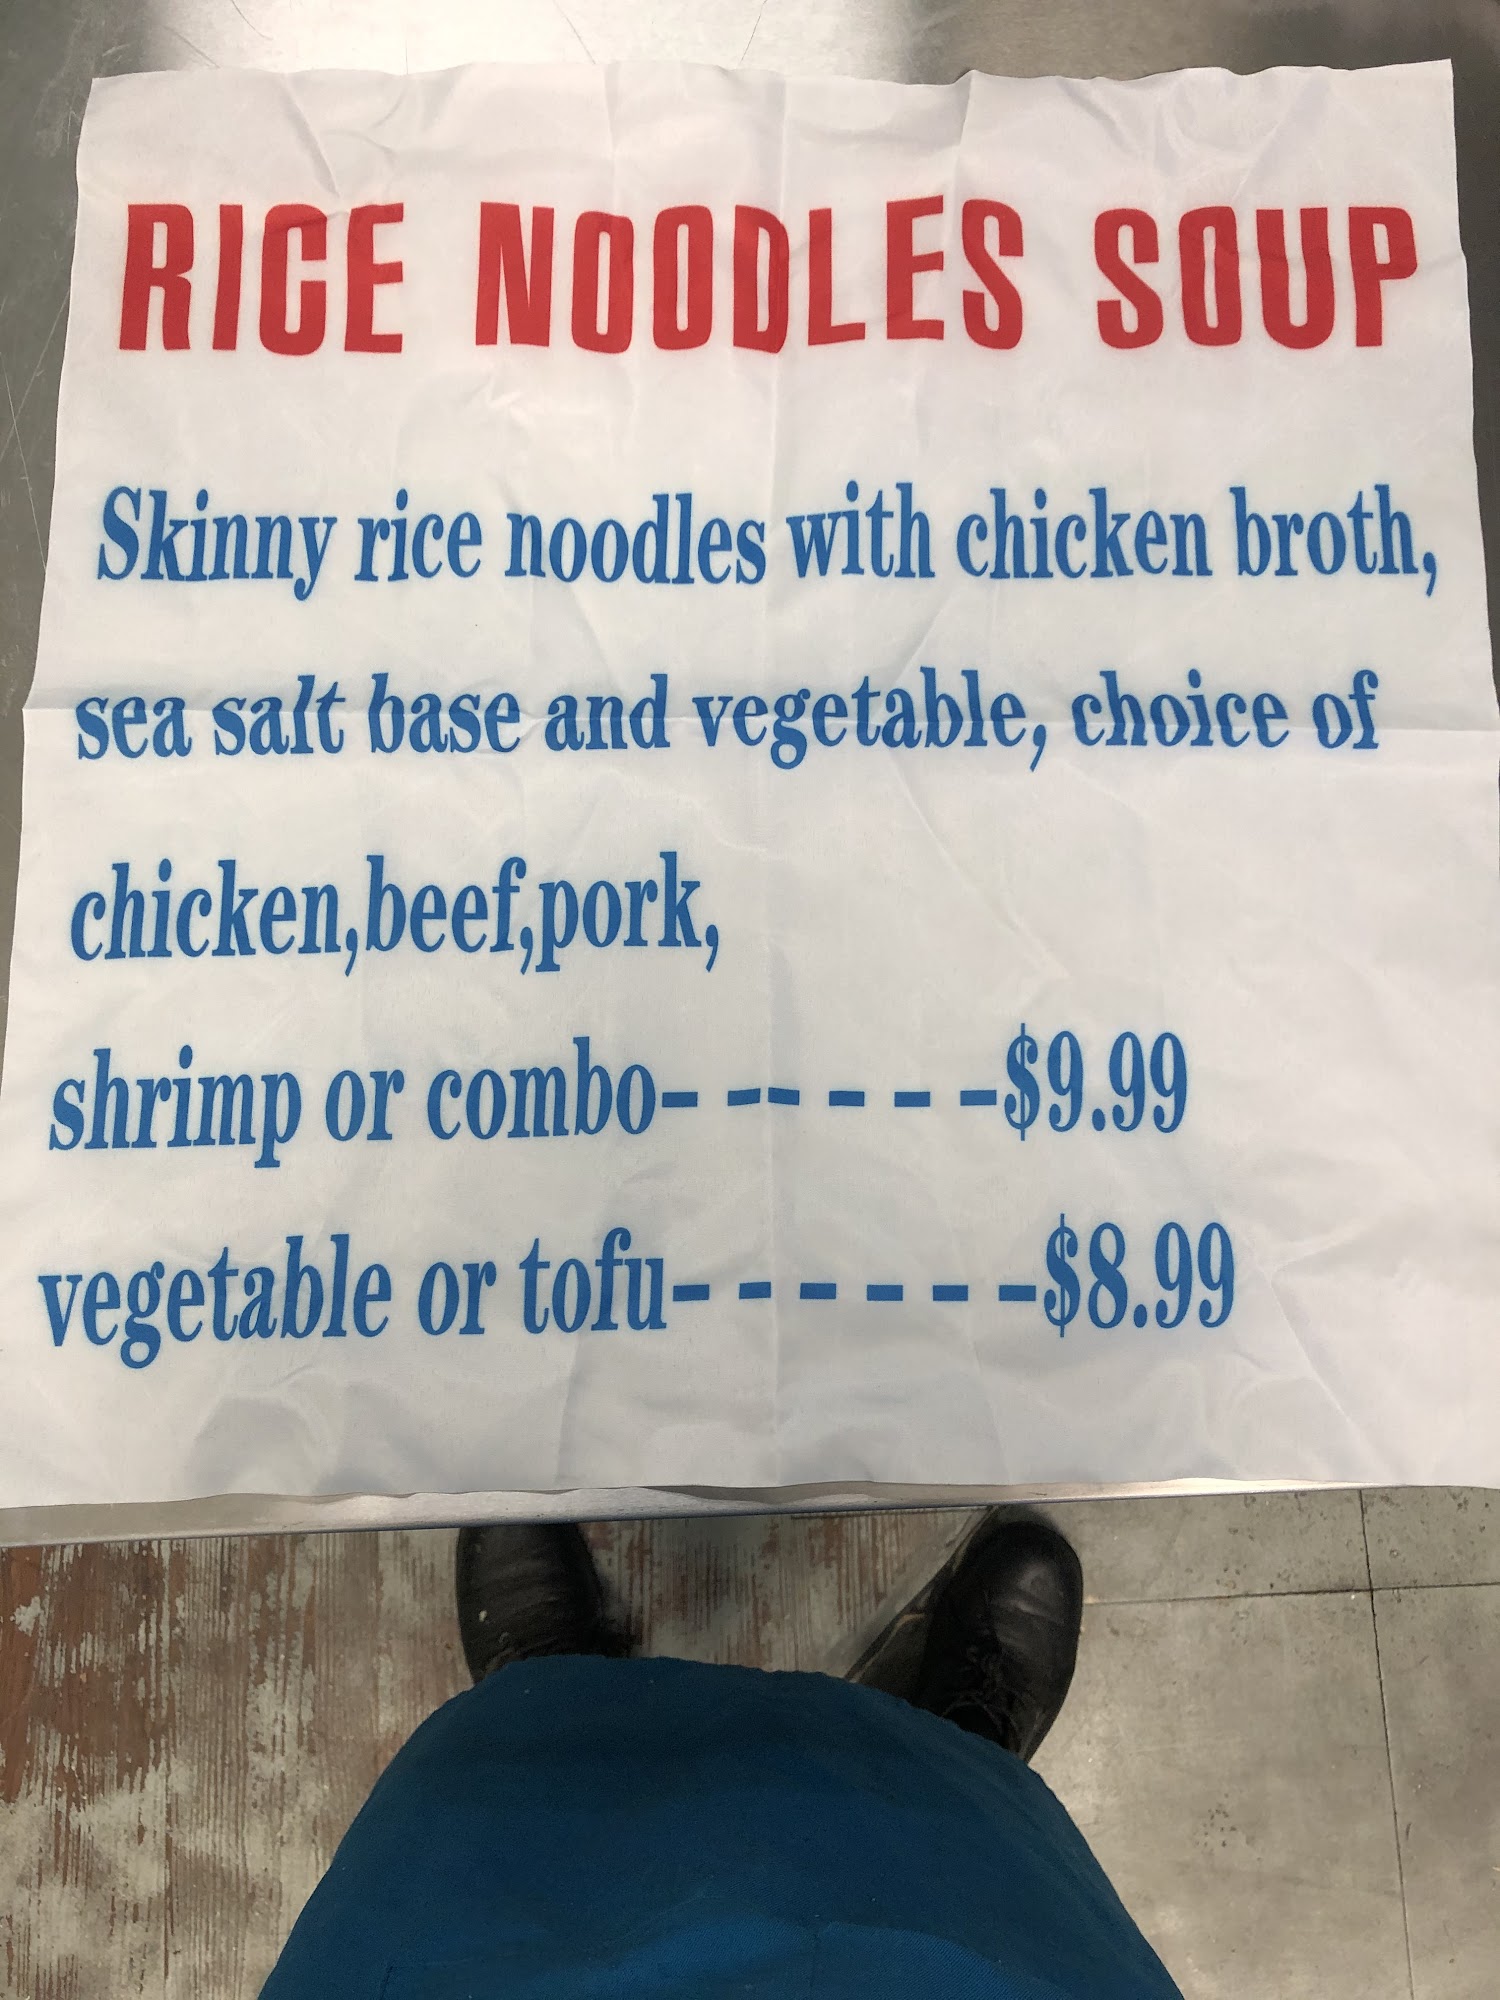 RICE NOODLES SOUP
Skinny rice noodles with chicken broth,
sea salt base and vegetable, choice of
chicken,beef,pork,
shrimp or combo- - - - - -$9.99
vegetable or tofu- - - - - -$8.99